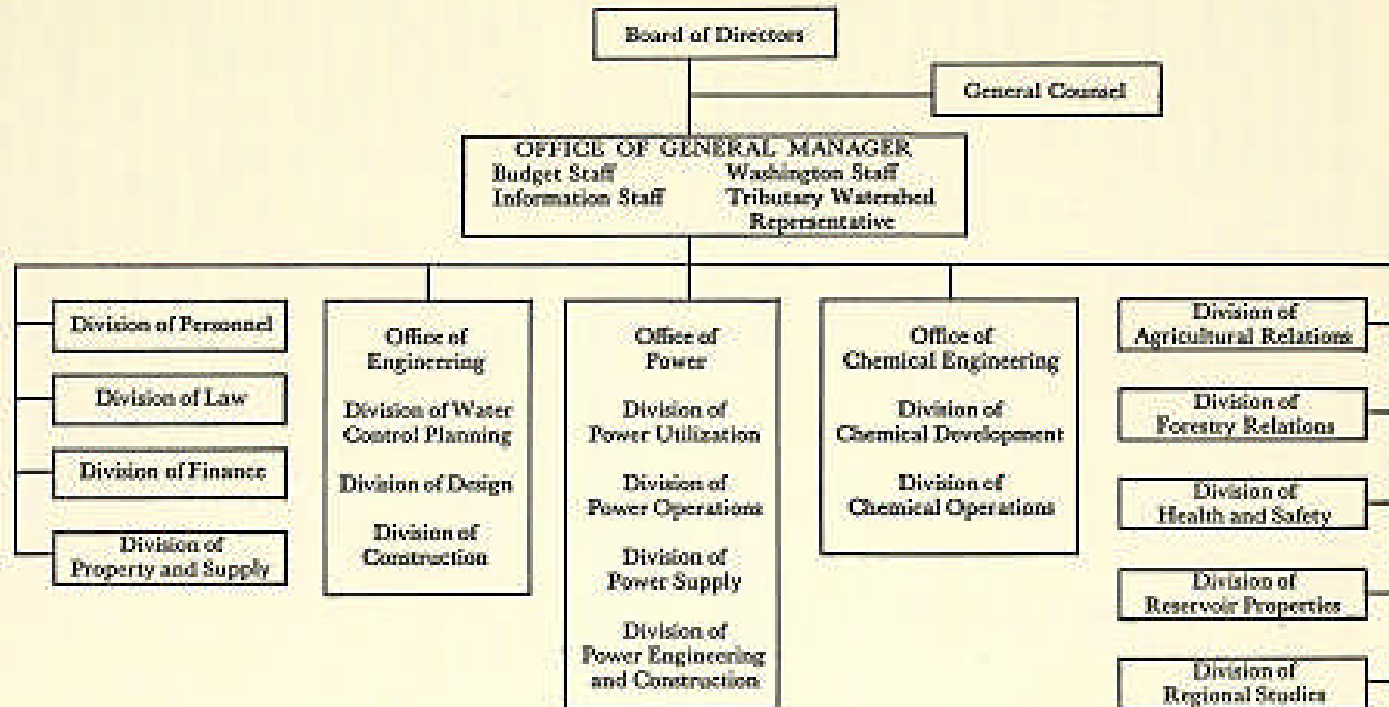 Board of Directors
General Counsel
OFFICE OF GENERAL MANAGER
Budget Staff
Information Staff
Washington Staff
Tributary Watershed
Repersentative
Division of Personnel
Division of Law
Division of Finance
Division of
Property and Supply
Office of
Engineering
Division of Water
Control Planning
Division of Design
Division of
Construction
Office of
Power
Division of
Power Utilization
Division of
Power Operations
Division of
Power Supply
Division of
Power Engineering
and Construction
Office of
Chemical Engineering
Division of
Chemical Development
Division of
Chemical Operations
Division of
Agricultural Relations
Division of
Forestry Relations
Division of
Health and Safety
Division of
Reservoir Properties
Division of
Regional Studies